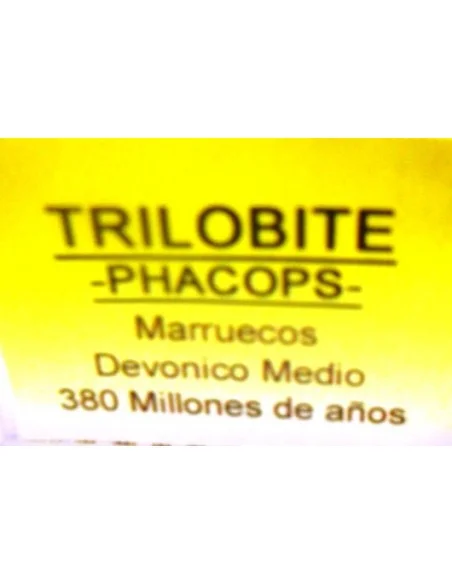 TRILOBITE
-PHACOPS-
Marruecos
Devonico Medio
380 Millones de años